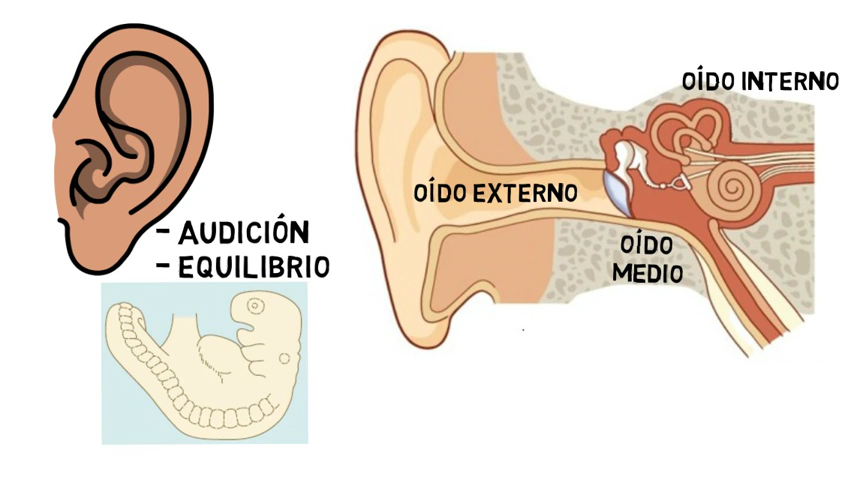 OÍDO INTERNO
OÍDO EXTERNO
- AUDICIÓN
- EQUILIBRIO
OÍDO
MEDIO